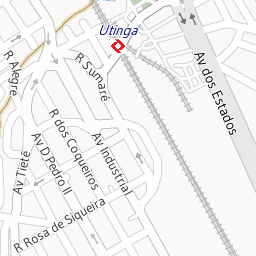 Utinga
R Alegre
R Sumaré
Av dos Estados
R dos Coqueiros
Av Industrial
Av D Pedro II
Av Tietê
R Rosa de Siqueira